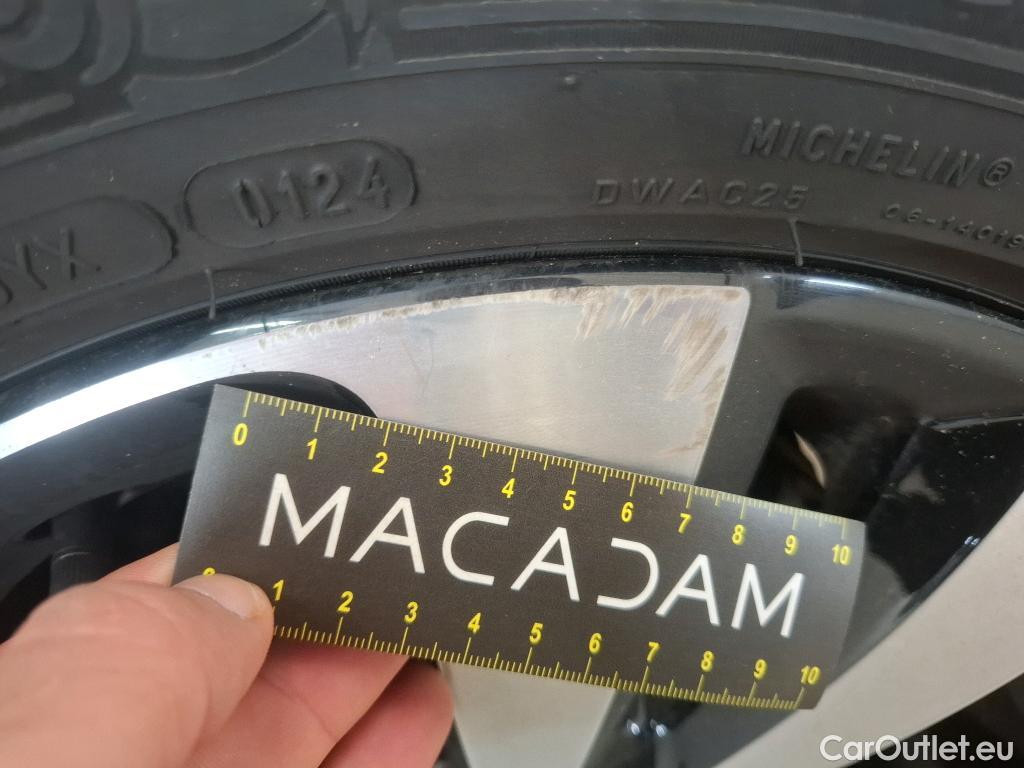 MICHELIN®
0124
DWAC25
YX
0 1 2 3 4 5 6 7 8 9 10
MACADAM
1 2 3 4 5 6 7 8 9 10
CarOutlet.eu